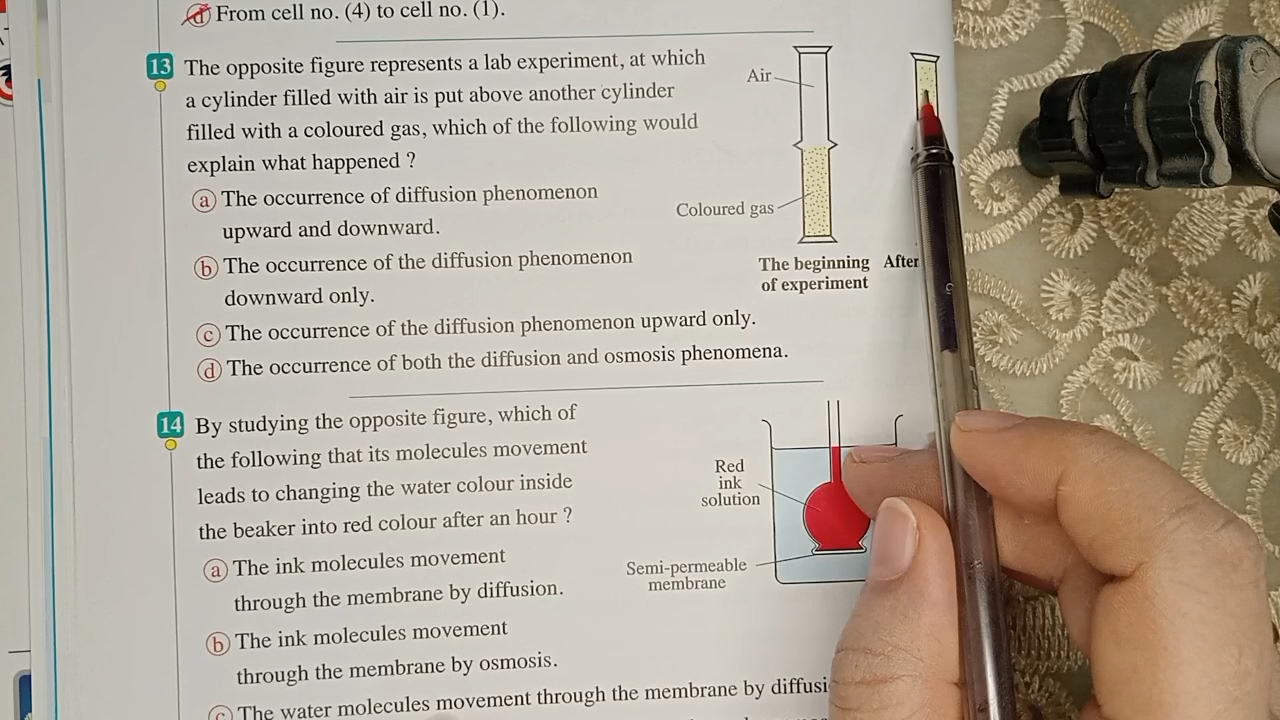 d From cell no. (4) to cell no. (1).
13 The opposite figure represents a lab experiment, at which
a cylinder filled with air is put above another cylinder
filled with a coloured gas, which of the following would
explain what happened ?
a The occurrence of diffusion phenomenon
upward and downward.
b The occurrence of the diffusion phenomenon
downward only.
c The occurrence of the diffusion phenomenon upward only.
d The occurrence of both the diffusion and osmosis phenomena.
Air
Coloured gas
The beginning
of experiment
After
14 By studying the opposite figure, which of
the following that its molecules movement
leads to changing the water colour inside
the beaker into red colour after an hour ?
a The ink molecules movement
through the membrane by diffusion.
b The ink molecules movement
through the membrane by osmosis.
c The water molecules movement through the membrane by
Red
ink
solution
Semi-permeable
membrane